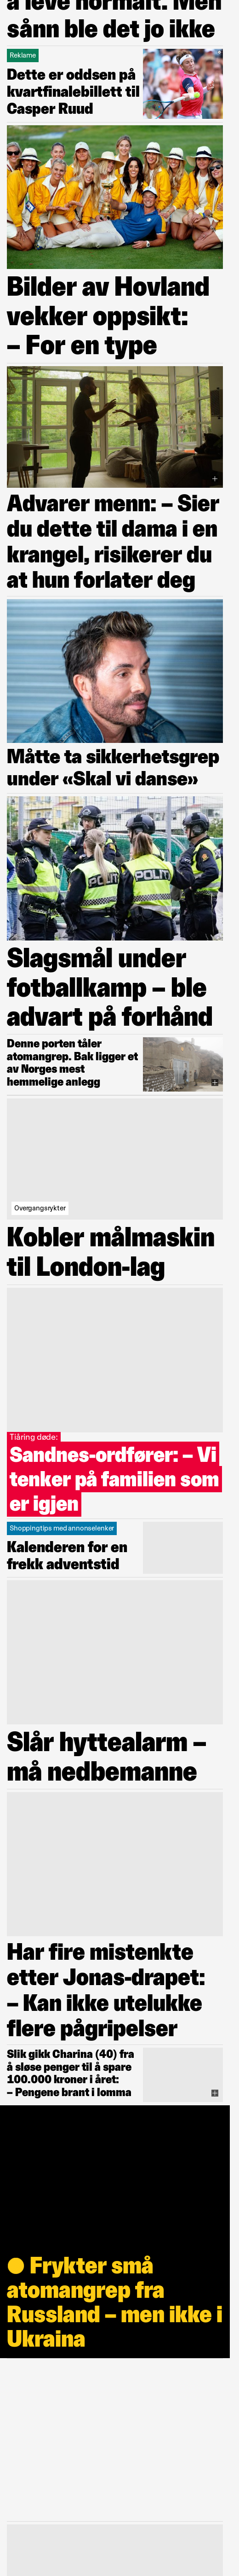 å leve normalt. Men
sånn ble det jo ikke
Reklame
Dette er oddsen på
kvartfinalebillett til
Casper Ruud
Bilder av Hovland
vekker oppsikt:
– For en type
Advarer menn: – Sier
du dette til dama i en
krangel, risikerer du
at hun forlater deg
Måtte ta sikkerhetsgrep
under «Skal vi danse»
POLITI
POLITI
Slagsmål under
fotballkamp – ble
advart på forhånd
Denne porten tåler
atomangrep. Bak ligger et
av Norges mest
hemmelige anlegg
Overgangsrykter
Kobler målmaskin
til London-lag
Tiåring døde:
Sandnes-ordfører: – Vi
tenker på familien som
er igjen
Shoppingtips med annonselenker
Kalenderen for en
frekk adventstid
Slår hyttealarm –
må nedbemanne
Har fire mistenkte
etter Jonas-drapet:
– Kan ikke utelukke
flere pågripelser
Slik gikk Charina (40) fra
å sløse penger til å spare
100.000 kroner i året:
– Pengene brant i lomma
Frykter små
atomangrep fra
Russland – men ikke i
Ukraina